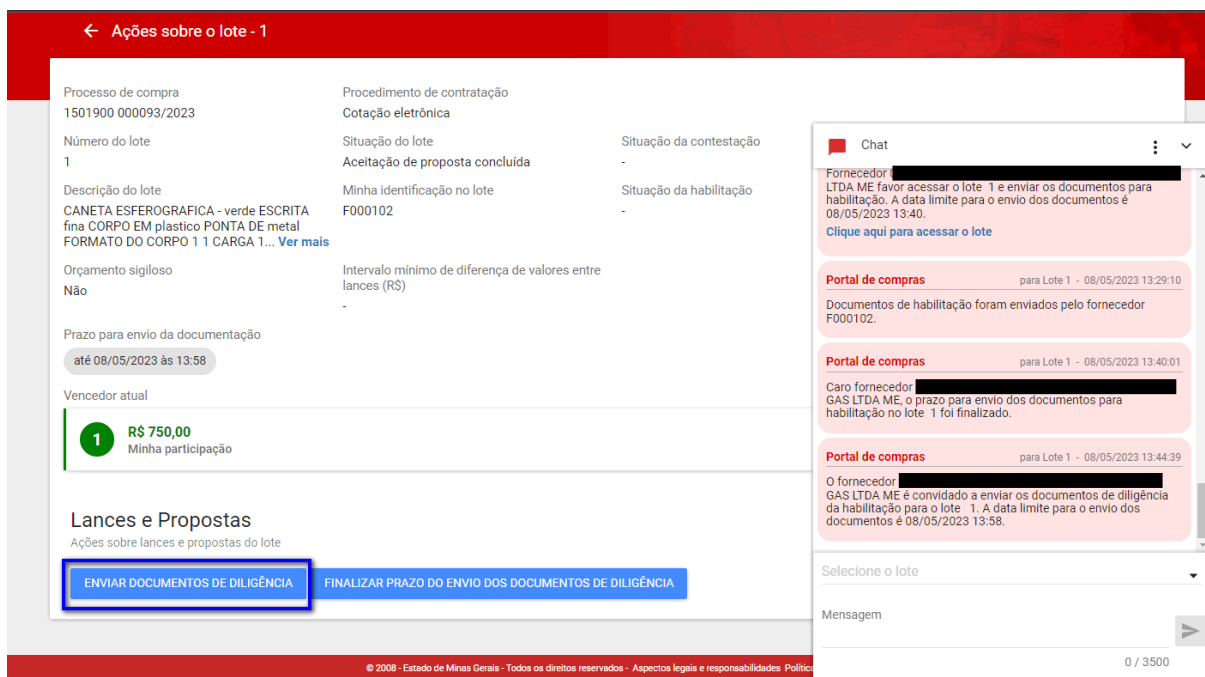 Ações sobre o lote - 1
Processo de compra
1501900 000093/2023
Procedimento de contratação
Cotação eletrônica
Número do lote
1
Situação do lote
Aceitação de proposta concluída
Situação da contestação
-
Descrição do lote
CANETA ESFEROGRAFICA - verde ESCRITA
fina CORPO EM plastico PONTA DE metal
FORMATO DO CORPO 1 1 CARGA 1... Ver mais
Minha identificação no lote
F000102
Situação da habilitação
-
Orçamento sigiloso
Não
Intervalo mínimo de diferença de valores entre
lances (R$)
-
Prazo para envio da documentação
até 08/05/2023 às 13:58
Vencedor atual
1
R$ 750,00
Minha participação
Lances e Propostas
Ações sobre lances e propostas do lote
ENVIAR DOCUMENTOS DE DILIGÊNCIA
FINALIZAR PRAZO DO ENVIO DOS DOCUMENTOS DE DILIGÊNCIA
Chat
Fornecedor
LTDA ME favor acessar o lote 1 e enviar os documentos para
habilitação. A data limite para o envio dos documentos é
08/05/2023 13:40.
Clique aqui para acessar o lote
Portal de compras
para Lote 1 - 08/05/2023 13:29:10
Documentos de habilitação foram enviados pelo fornecedor
F000102.
Portal de compras
para Lote 1 - 08/05/2023 13:40:01
Caro fornecedor
GAS LTDA ME, o prazo para envio dos documentos para
habilitação no lote 1 foi finalizado.
Portal de compras
para Lote 1 - 08/05/2023 13:44:39
O fornecedor
GAS LTDA ME é convidado a enviar os documentos de diligência
da habilitação para o lote 1. A data limite para o envio dos
documentos é 08/05/2023 13:58.
Selecione o lote
Mensagem
0 / 3500
© 2008 - Estado de Minas Gerais - Todos os direitos reservados - Aspectos legais e responsabilidades